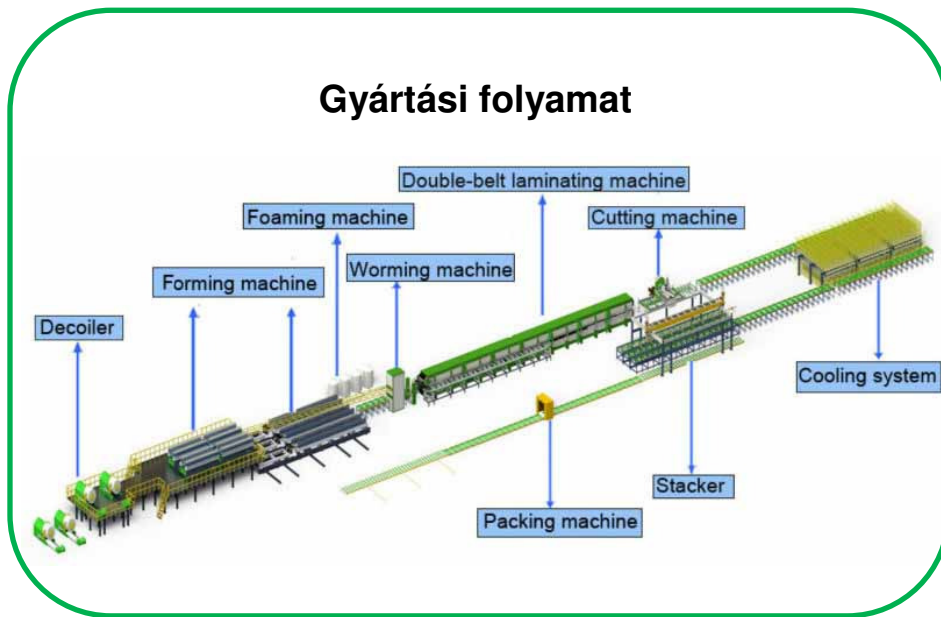 Gyártási folyamat
Double-belt laminating machine
Foaming machine
Cutting machine
Worming machine
Forming machine
Decoiler
Cooling system
Stacker
Packing machine